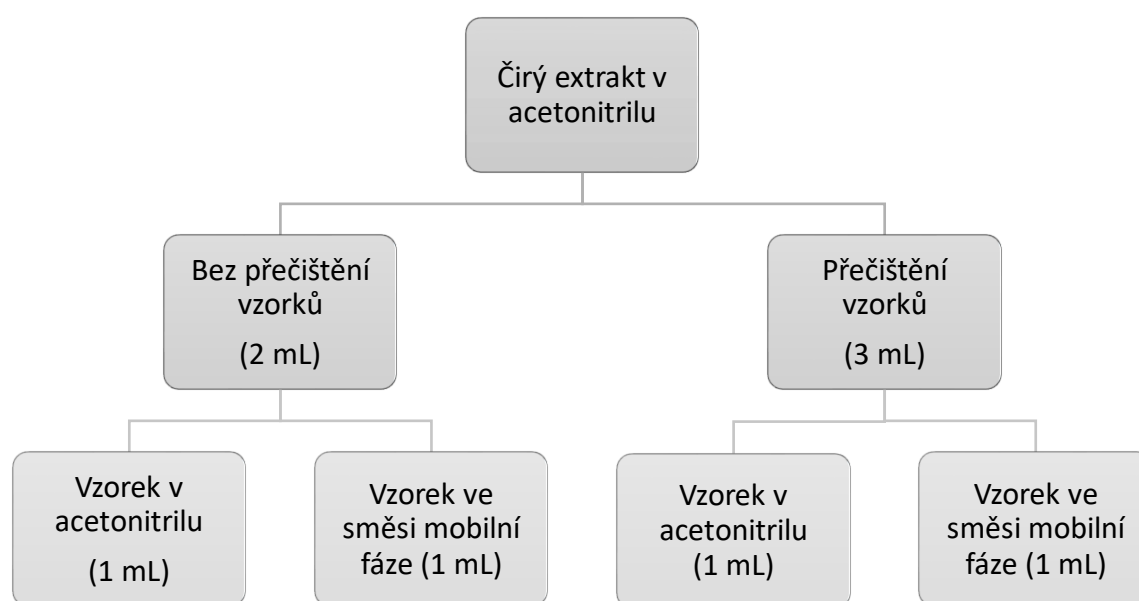 Čirý extrakt v
acetonitrilu
Bez přečištění
vzorků
(2 mL)
Přečištění
vzorků
(3 mL)
Vzorek v
acetonitrilu
(1 mL)
Vzorek ve
směsi mobilní
fáze (1 mL)
Vzorek v
acetonitrilu
(1 mL)
Vzorek ve
směsi mobilní
fáze (1 mL)